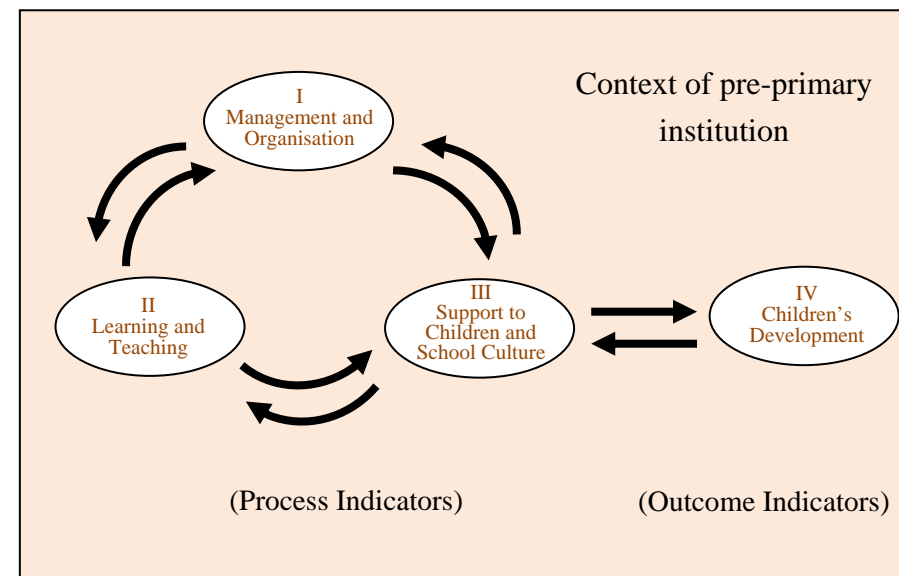 I
Management and
Organisation
Context of pre-primary
institution
II
Learning and
Teaching
III
Support to
Children and
School Culture
IV
Children’s
Development
(Process Indicators)
(Outcome Indicators)